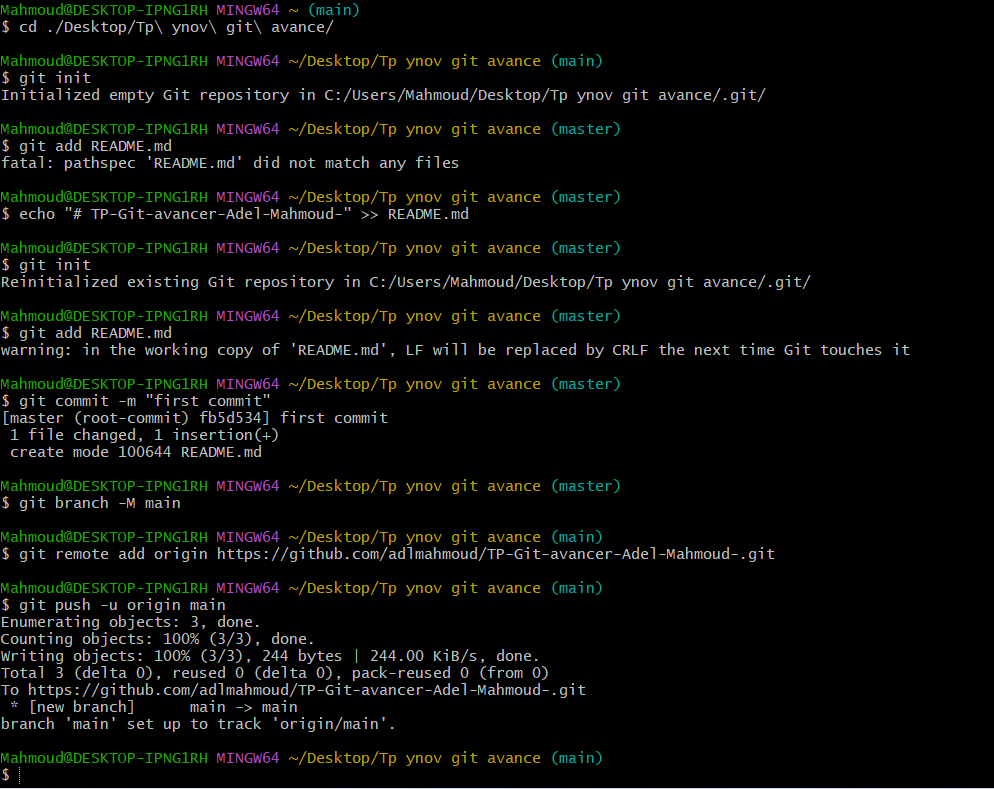 Mahmoud@DESKTOP-IPNG1RH MINGW64 ~ (main)
$ cd ./Desktop/Tp\ ynov\ git\ avance/
Mahmoud@DESKTOP-IPNG1RH MINGW64 ~/Desktop/Tp ynov git avance (main)
$ git init
Initialized empty Git repository in C:/Users/Mahmoud/Desktop/Tp ynov git avance/.git/
Mahmoud@DESKTOP-IPNG1RH MINGW64 ~/Desktop/Tp ynov git avance (master)
$ git add README.md
fatal: pathspec 'README.md' did not match any files
Mahmoud@DESKTOP-IPNG1RH MINGW64 ~/Desktop/Tp ynov git avance (master)
$ echo "# TP-Git-avancer-Adel-Mahmoud-" >> README.md
Mahmoud@DESKTOP-IPNG1RH MINGW64 ~/Desktop/Tp ynov git avance (master)
$ git init
Reinitialized existing Git repository in C:/Users/Mahmoud/Desktop/Tp ynov git avance/.git/
Mahmoud@DESKTOP-IPNG1RH MINGW64 ~/Desktop/Tp ynov git avance (master)
$ git add README.md
warning: in the working copy of 'README.md', LF will be replaced by CRLF the next time Git touches it
Mahmoud@DESKTOP-IPNG1RH MINGW64 ~/Desktop/Tp ynov git avance (master)
$ git commit -m "first commit"
[master (root-commit) fb5d534] first commit
 1 file changed, 1 insertion(+)
 create mode 100644 README.md
Mahmoud@DESKTOP-IPNG1RH MINGW64 ~/Desktop/Tp ynov git avance (master)
$ git branch -M main
Mahmoud@DESKTOP-IPNG1RH MINGW64 ~/Desktop/Tp ynov git avance (main)
$ git remote add origin https://github.com/adlmahmoud/TP-Git-avancer-Adel-Mahmoud-.git
Mahmoud@DESKTOP-IPNG1RH MINGW64 ~/Desktop/Tp ynov git avance (main)
$ git push -u origin main
Enumerating objects: 3, done.
Counting objects: 100% (3/3), done.
Writing objects: 100% (3/3), 244 bytes | 244.00 KiB/s, done.
Total 3 (delta 0), reused 0 (delta 0), pack-reused 0 (from 0)
To https://github.com/adlmahmoud/TP-Git-avancer-Adel-Mahmoud-.git
 * [new branch]      main -> main
branch 'main' set up to track 'origin/main'.
Mahmoud@DESKTOP-IPNG1RH MINGW64 ~/Desktop/Tp ynov git avance (main)
$